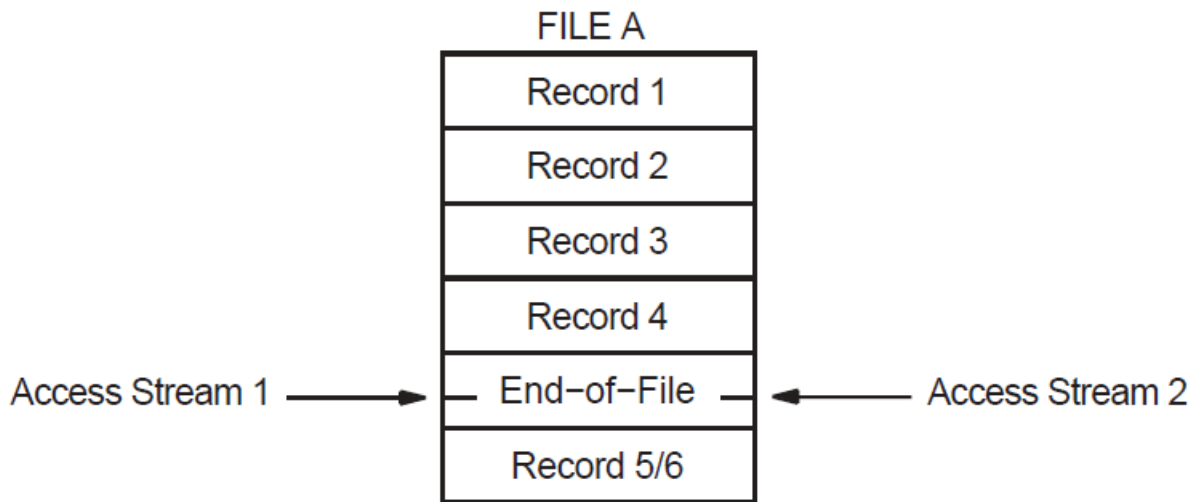 FILE A
Record 1
Record 2
Record 3
Record 4
Access Stream 1 End−of−File Access Stream 2
Record 5/6